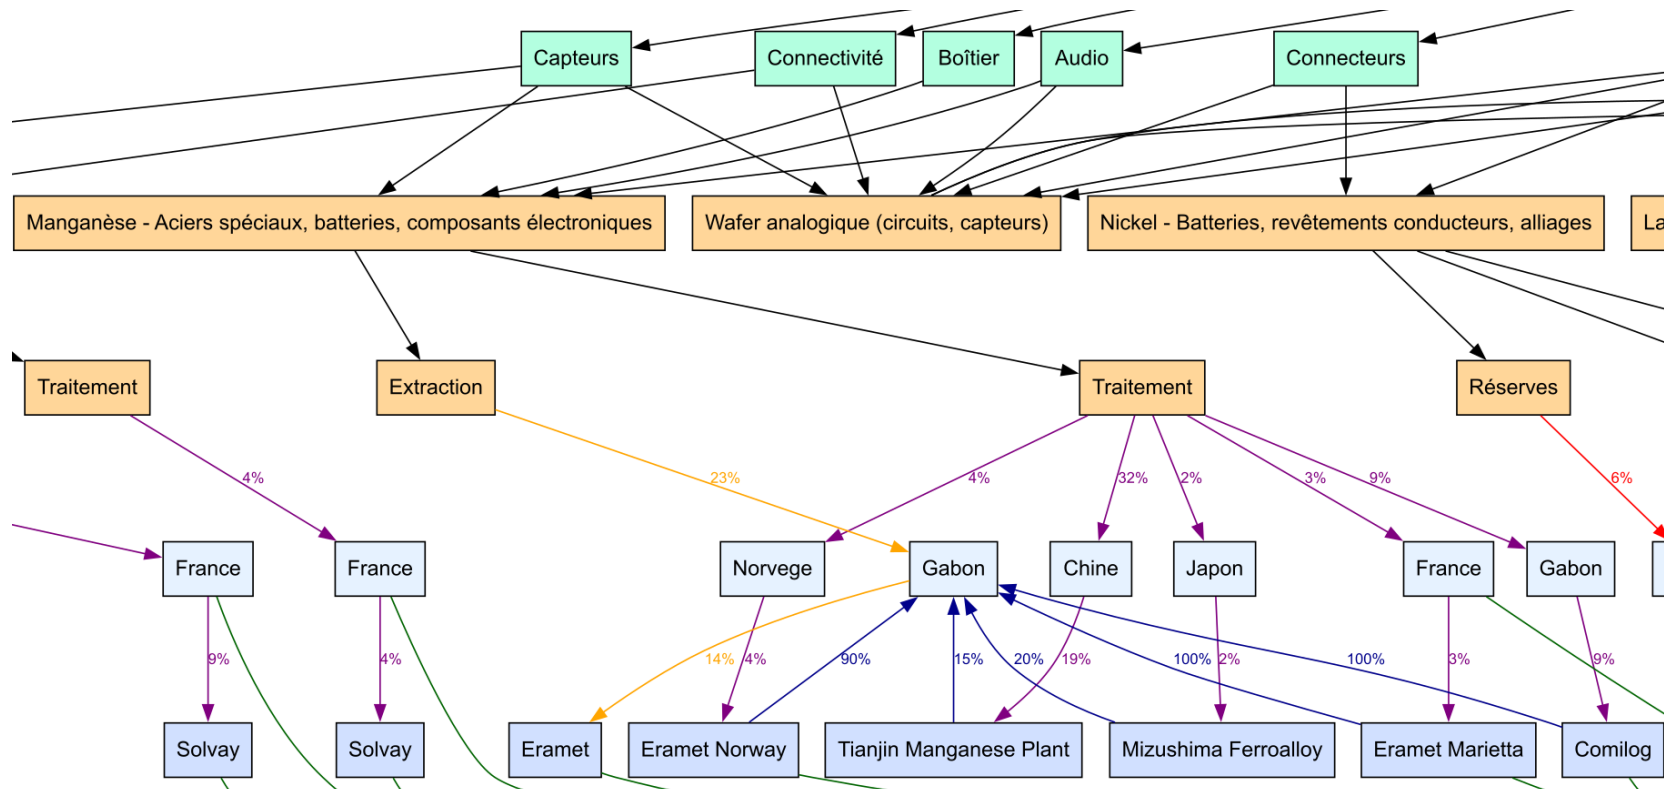 Capteurs
Connectivité
Boîtier
Audio
Connecteurs
Manganèse - Aciers spéciaux, batteries, composants électroniques
Wafer analogique (circuits, capteurs)
Nickel - Batteries, revêtements conducteurs, alliages
La
Traitement
Extraction
Traitement
Réserves
4%
23%
4%
32%
2%
3%
9%
6%
France
France
Norvege
Gabon
Chine
Japon
France
Gabon
9%
4%
14%
4%
90%
15%
19%
20%
100%
2%
100%
3%
9%
Solvay
Solvay
Eramet
Eramet Norway
Tianjin Manganese Plant
Mizushima Ferroalloy
Eramet Marietta
Comilog